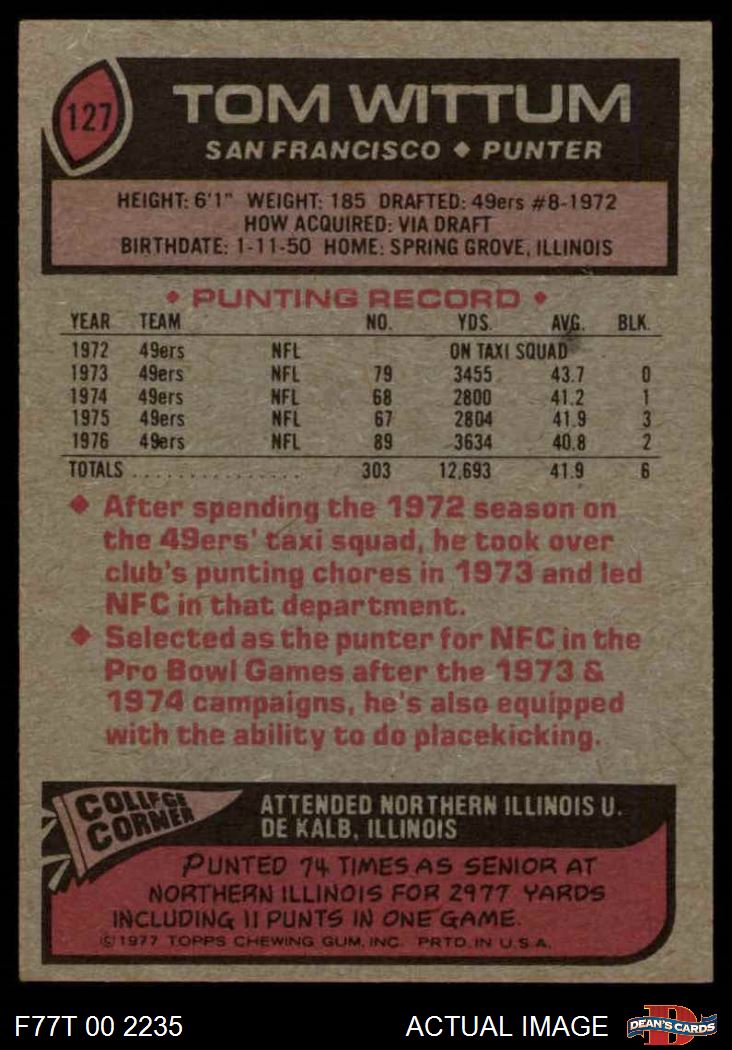 127
TOM WITTUM
SAN FRANCISCO ♦ PUNTER
HEIGHT: 6'1" WEIGHT: 185 DRAFTED: 49ers #8-1972
HOW ACQUIRED: VIA DRAFT
BIRTHDATE: 1-11-50 HOME: SPRING GROVE, ILLINOIS
♦ PUNTING RECORD ♦
YEAR TEAM NO. YDS. AVG. BLK.
1972 49ers NFL ON TAXI SQUAD
1973 49ers NFL 79 3455 43.7 0
1974 49ers NFL 68 2800 41.2 1
1975 49ers NFL 67 2804 41.9 3
1976 49ers NFL 89 3634 40.8 2
TOTALS ............... 303 12,693 41.9 6
♦ After spending the 1972 season on
the 49ers' taxi squad, he took over
club's punting chores in 1973 and led
NFC in that department.
♦ Selected as the punter for NFC in the
Pro Bowl Games after the 1973 &
1974 campaigns, he's also equipped
with the ability to do placekicking.
COLLEGE
CORNER
ATTENDED NORTHERN ILLINOIS U.
DE KALB, ILLINOIS
PUNTED 74 TIMES AS SENIOR AT
NORTHERN ILLINOIS FOR 2977 YARDS
INCLUDING 11 PUNTS IN ONE GAME.
©1977 TOPPS CHEWING GUM, INC. PRTD. IN U.S.A.
F77T 00 2235 ACTUAL IMAGE
D
DEAN'S CARDS